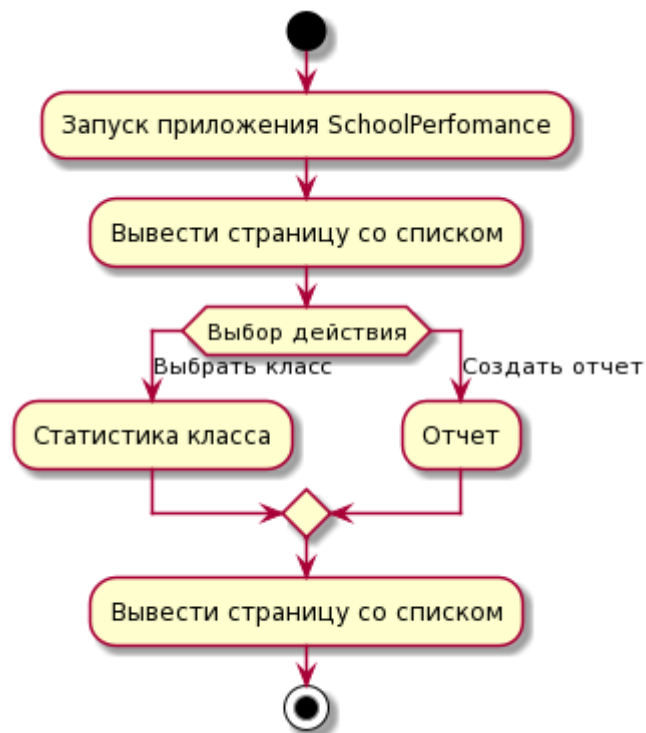 Запуск приложения SchoolPerfomance
Вывести страницу со списком
Выбор действия
Выбрать класс
Создать отчет
Статистика класса
Отчет
Вывести страницу со списком